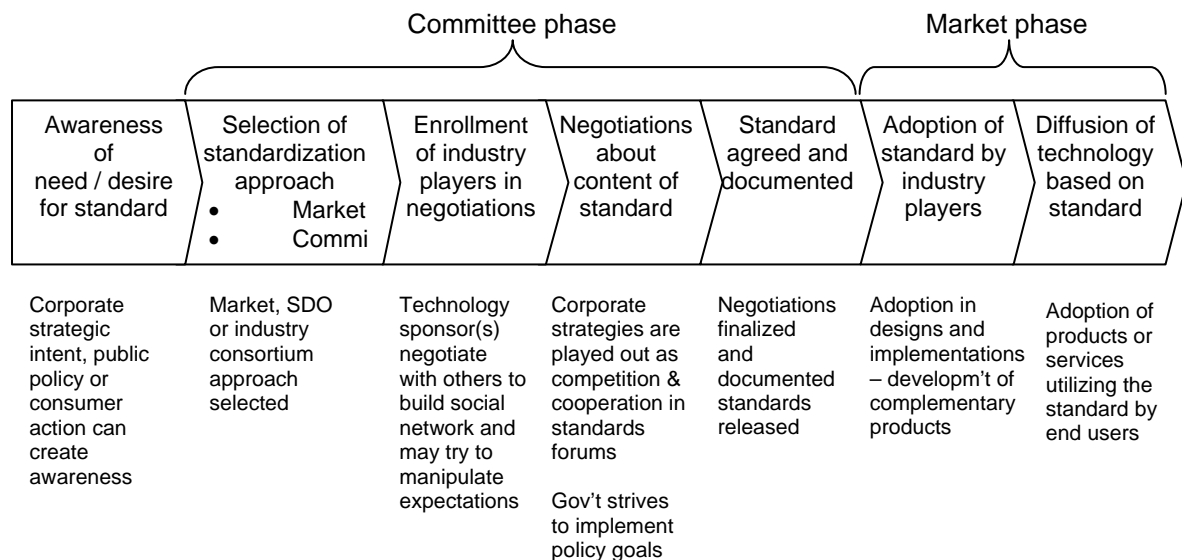 Committee phase
Market phase
Awareness
of
need / desire
for standard
Selection of
standardization
approach
• Market
• Commi
Enrollment
of industry
players in
negotiations
Negotiations
about
content of
standard
Standard
agreed and
documented
Adoption of
standard by
industry
players
Diffusion of
technology
based on
standard
Corporate
strategic
intent, public
policy or
consumer
action can
create
awareness
Market, SDO
or industry
consortium
approach
selected
Technology
sponsor(s)
negotiate
with others to
build social
network and
may try to
manipulate
expectations
Corporate
strategies are
played out as
competition &
cooperation in
standards
forums
Gov't strives
to implement
policy goals
Negotiations
finalized
and
documented
standards
released
Adoption in
designs and
implementations
– developm't of
complementary
products
Adoption of
products or
services
utilizing the
standard by
end users